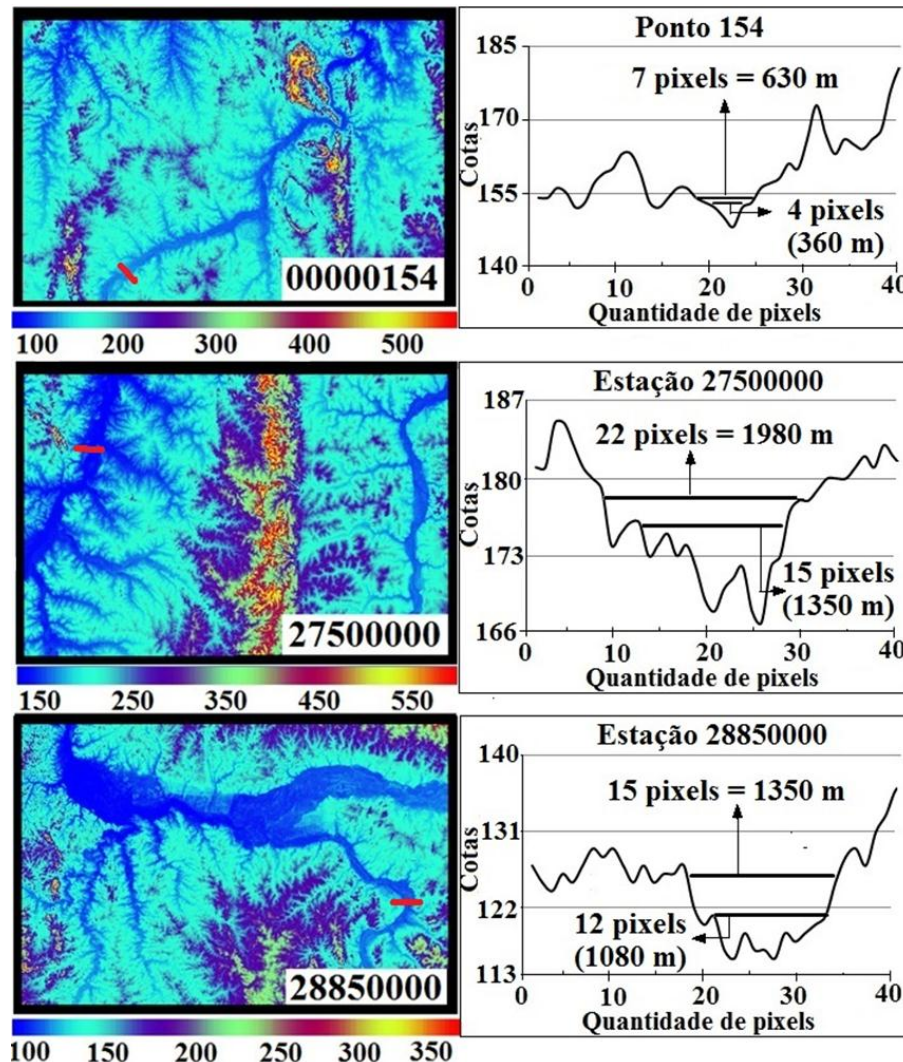 Ponto 154
185
7 pixels = 630 m
170
Cotas
155
4 pixels
(360 m)
140
0 10 20 30 40
Quantidade de pixels
00000154
100 200 300 400 500
Estação 27500000
187
22 pixels = 1980 m
180
Cotas
173
15 pixels
(1350 m)
166
0 10 20 30 40
Quantidade de pixels
27500000
150 250 350 450 550
Estação 28850000
140
15 pixels = 1350 m
131
Cotas
122
12 pixels
(1080 m)
113
0 10 20 30 40
Quantidade de pixels
28850000
100 150 200 250 300 350